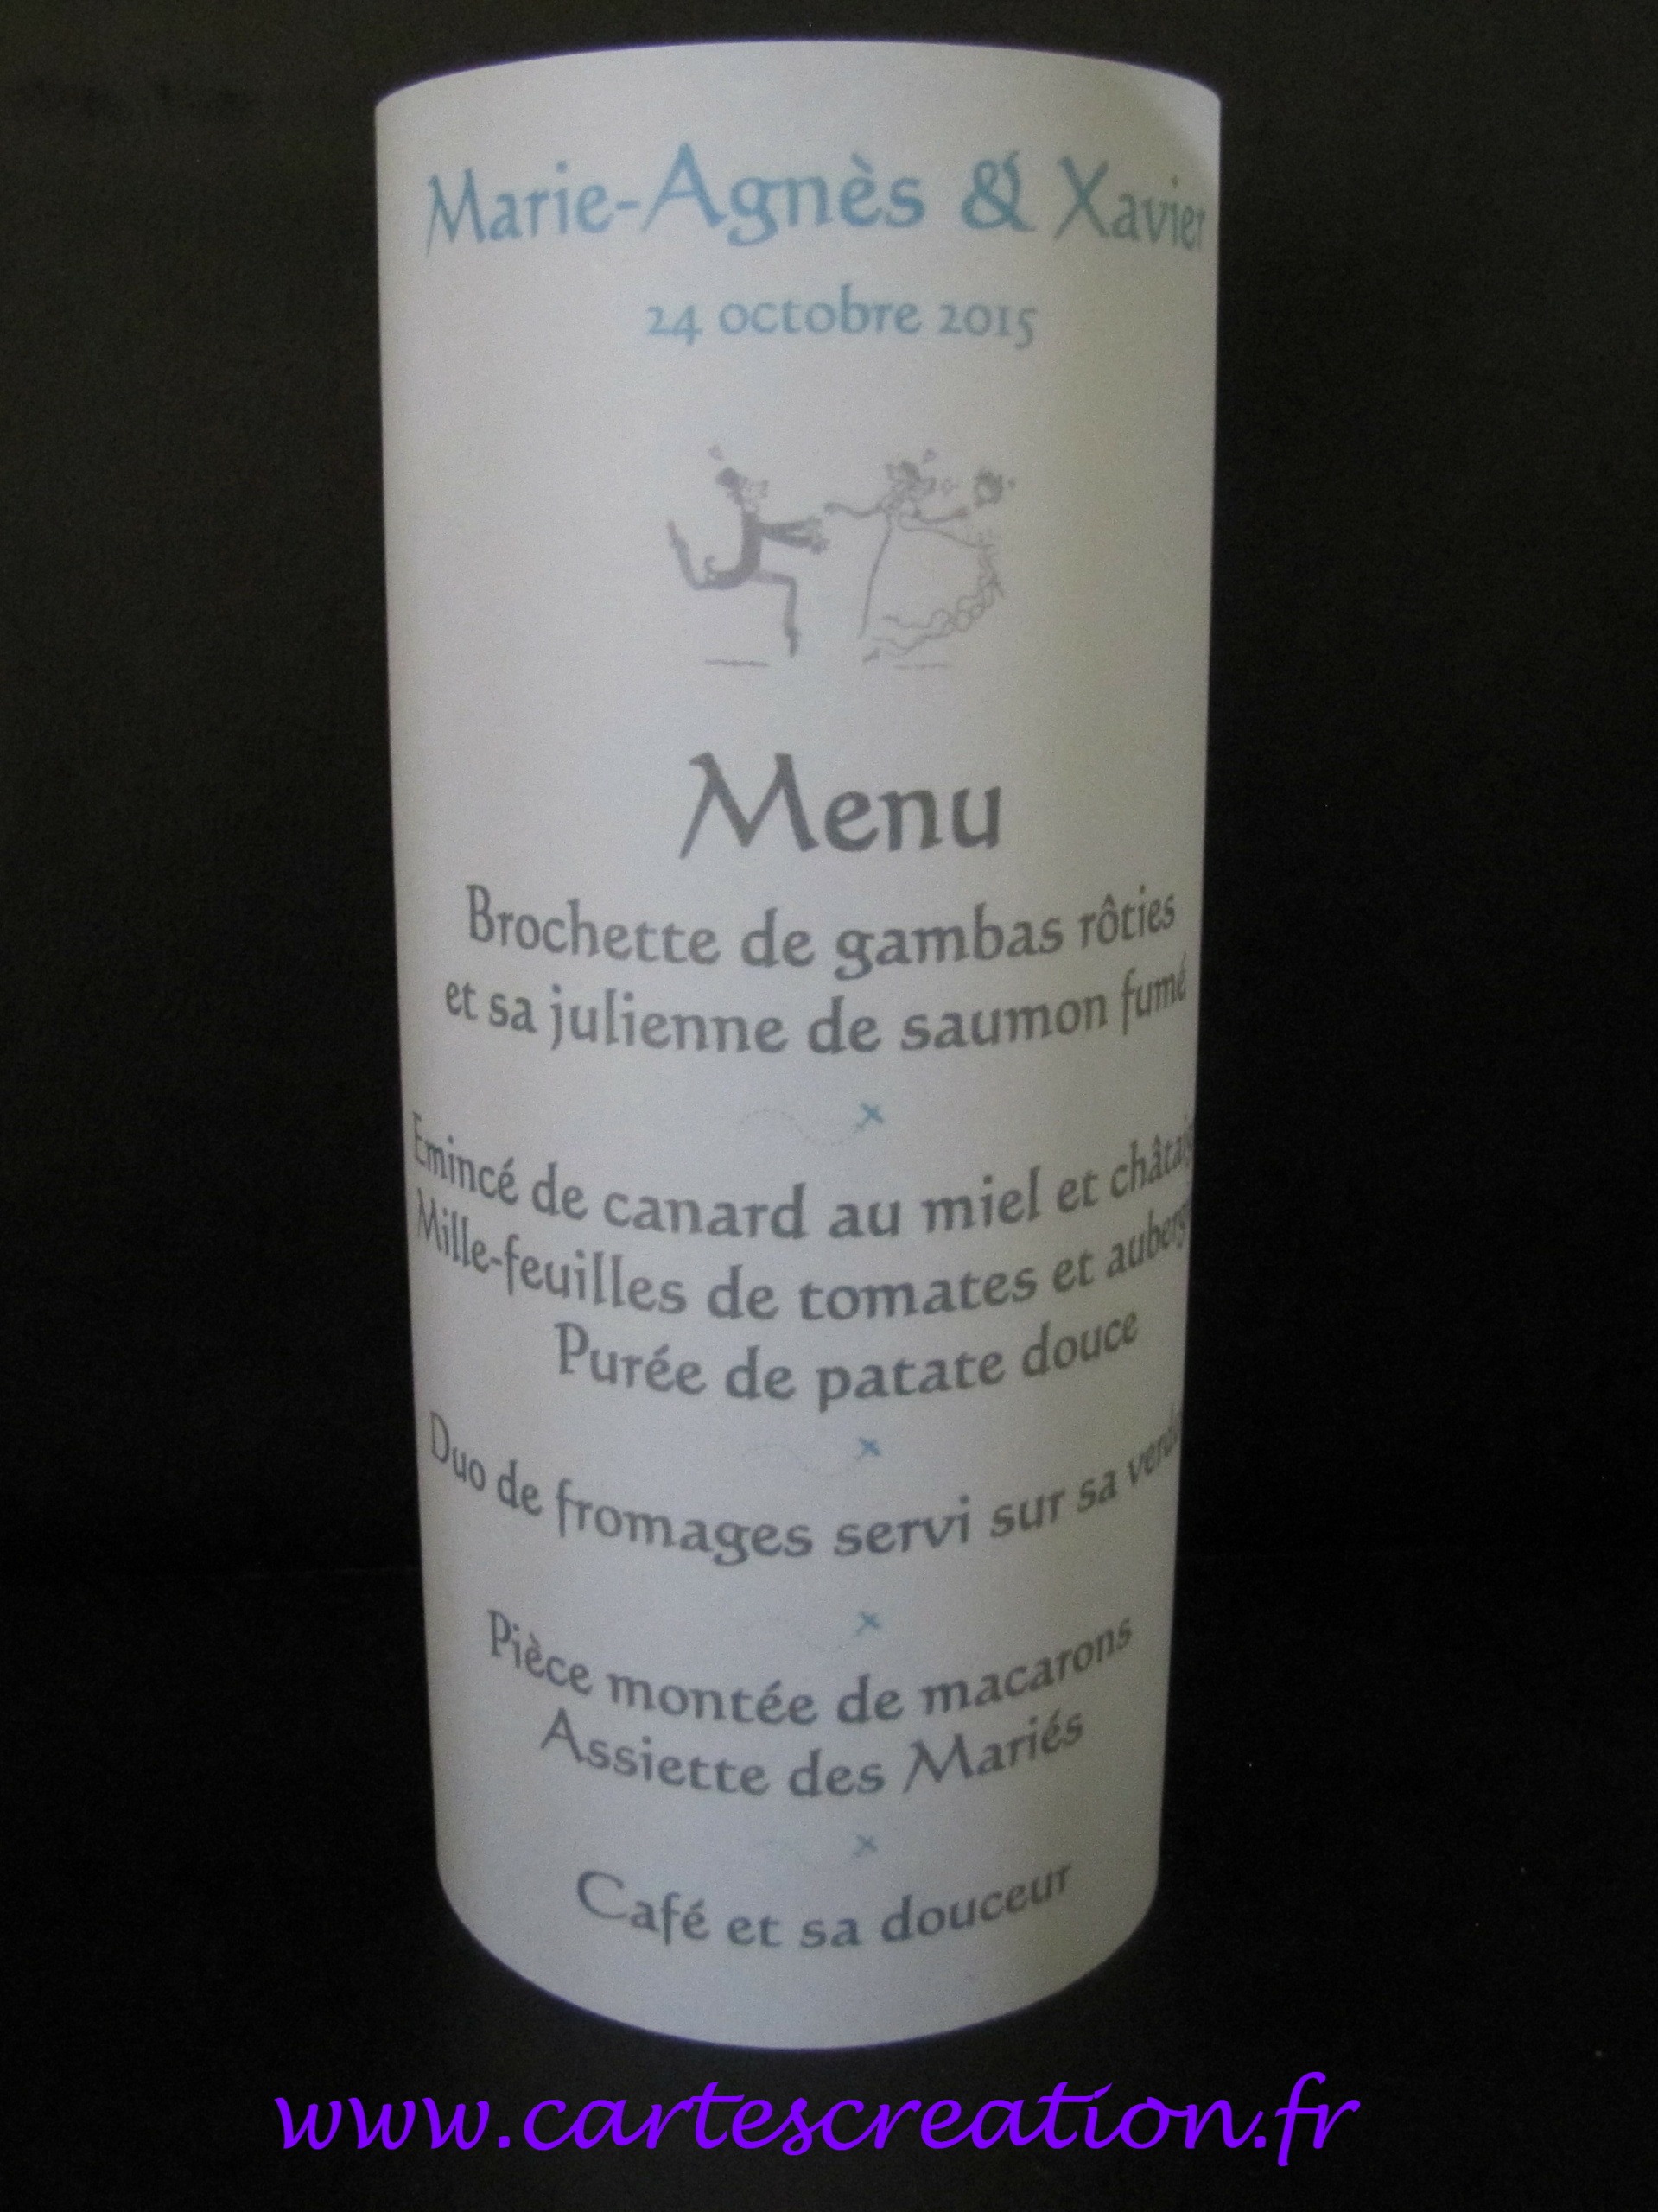 Marie-Agnès & Xavier
24 octobre 2015
Menu
Brochette de gambas rôties
et sa julienne de saumon fumé
Emincé de canard au miel et
Mille-feuilles de tomates et
Purée de patate douce
Duo de fromages servi sur sa
Pièce montée de macarons
Assiette des Mariés
Café et sa douceur
www.cartescreation.fr